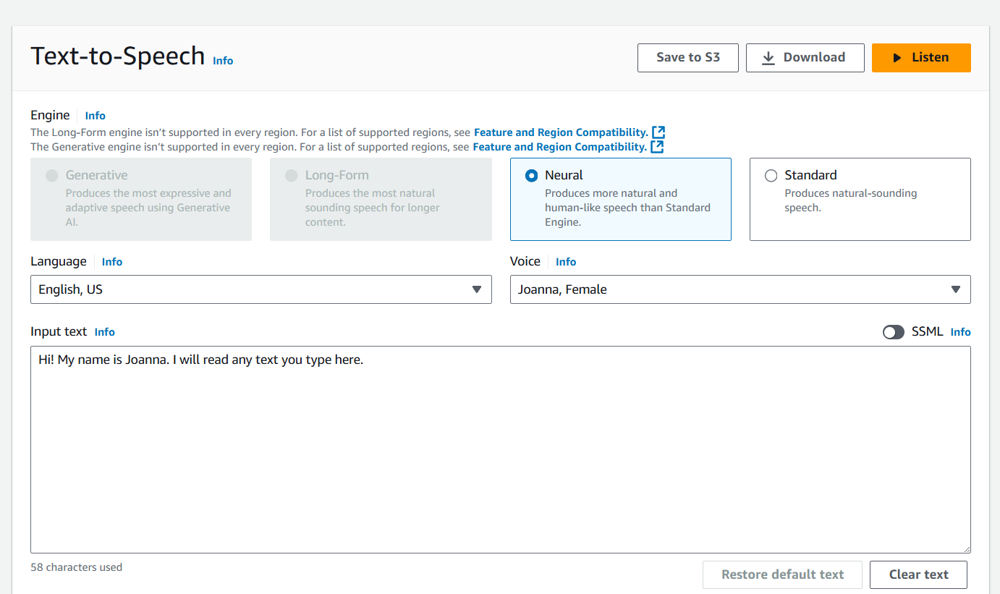 Text-to-Speech Info
Save to S3 Download Listen
Engine Info
The Long-Form engine isn't supported in every region. For a list of supported regions, see Feature and Region Compatibility.
The Generative engine isn't supported in every region. For a list of supported regions, see Feature and Region Compatibility.
Generative
Produces the most expressive and
adaptive speech using Generative
AI.
Long-Form
Produces the most natural
sounding speech for longer
content.
Neural
Produces more natural and
human-like speech than Standard
Engine.
Standard
Produces natural-sounding
speech.
Language Info
English, US
Voice Info
Joanna, Female
Input text Info
SSML Info
Hi! My name is Joanna. I will read any text you type here.
58 characters used
Restore default text Clear text